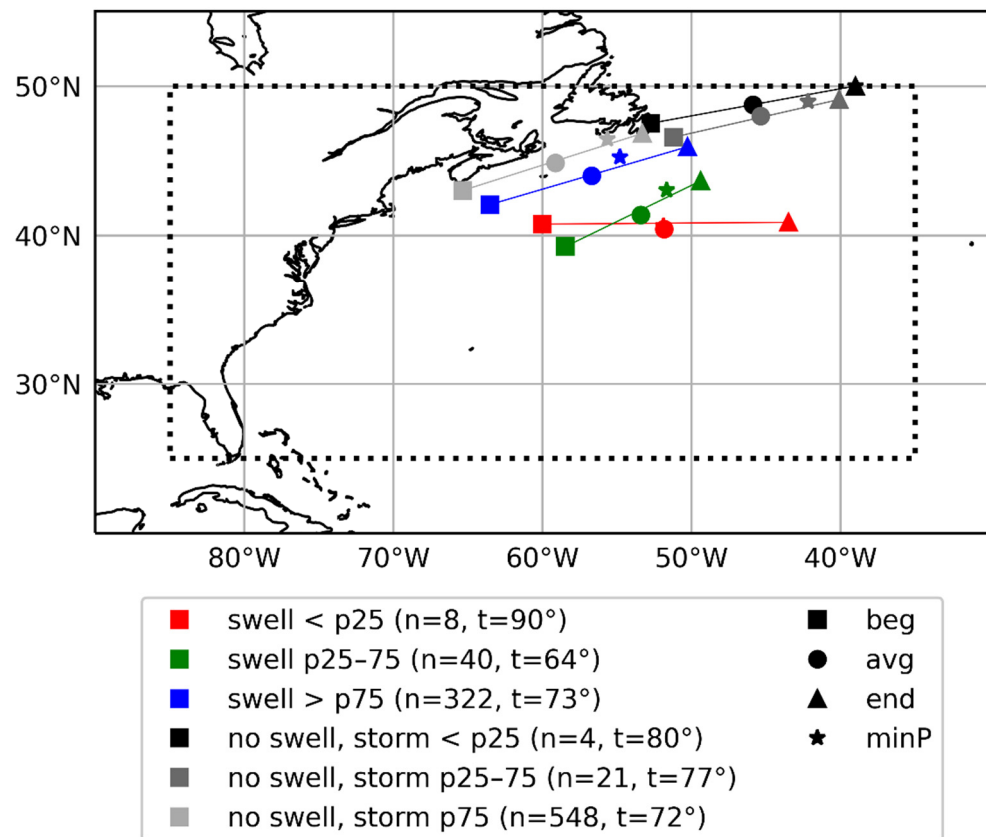 50°N
40°N
30°N
80°W 70°W 60°W 50°W 40°W
swell < p25 (n=8, t=90°)
swell p25–75 (n=40, t=64°)
swell > p75 (n=322, t=73°)
no swell, storm < p25 (n=4, t=80°)
no swell, storm p25–75 (n=21, t=77°)
no swell, storm p75 (n=548, t=72°)
beg
avg
end
minP